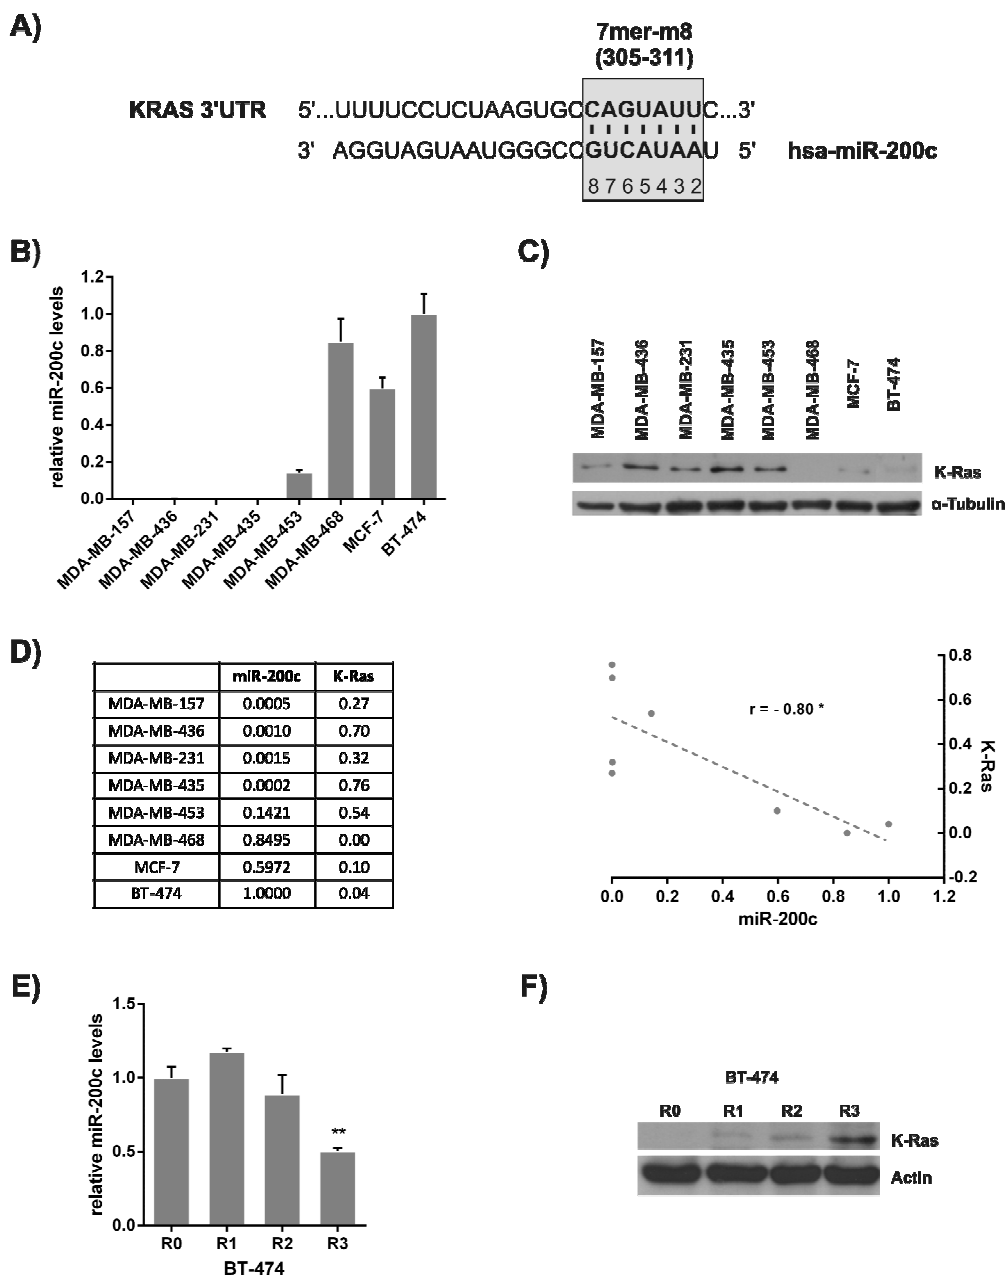 A)
7mer-m8
(305-311)
KRAS 3'UTR 5'...UUUUCCUCUAAGUGCCAGUAUUC...3'
3' AGGUAGUAAUGGGCCGUCAUAAU 5' hsa-miR-200c
8 7 6 5 4 3 2
B)
relative miR-200c levels
1.2
1.0
0.8
0.6
0.4
0.2
0.0
MDA-MB-157
MDA-MB-436
MDA-MB-231
MDA-MB-435
MDA-MB-453
MDA-MB-468
MCF-7
BT-474
C)
MDA-MB-157
MDA-MB-436
MDA-MB-231
MDA-MB-435
MDA-MB-453
MDA-MB-468
MCF-7
BT-474
K-Ras
α-Tubulin
D)
miR-200c K-Ras
MDA-MB-157 0.0005 0.27
MDA-MB-436 0.0010 0.70
MDA-MB-231 0.0015 0.32
MDA-MB-435 0.0002 0.76
MDA-MB-453 0.1421 0.54
MDA-MB-468 0.8495 0.00
MCF-7 0.5972 0.10
BT-474 1.0000 0.04
r = - 0.80 *
0.8
0.6
0.4
0.2
0.0
-0.2
K-Ras
0.0 0.2 0.4 0.6 0.8 1.0 1.2
miR-200c
E)
relative miR-200c levels
1.5
1.0
0.5
0.0
**
R0 R1 R2 R3
BT-474
F)
BT-474
R0 R1 R2 R3
K-Ras
Actin